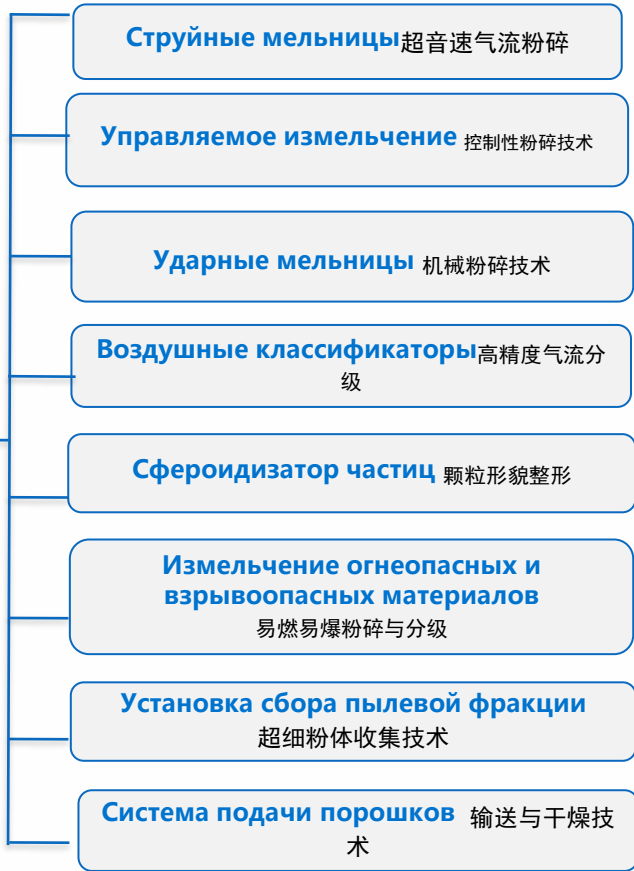 Струйные мельницы超音速气流粉碎
Управляемое измельчение 控制性粉碎技术
Ударные мельницы 机械粉碎技术
Воздушные классификаторы高精度气流分
级
Сфероидизатор частиц 颗粒形貌整形
Измельчение огнеопасных и
взрывоопасных материалов
易燃易爆粉碎与分级
Установка сбора пылевой фракции
超细粉体收集技术
Система подачи порошков 输送与干燥技
术